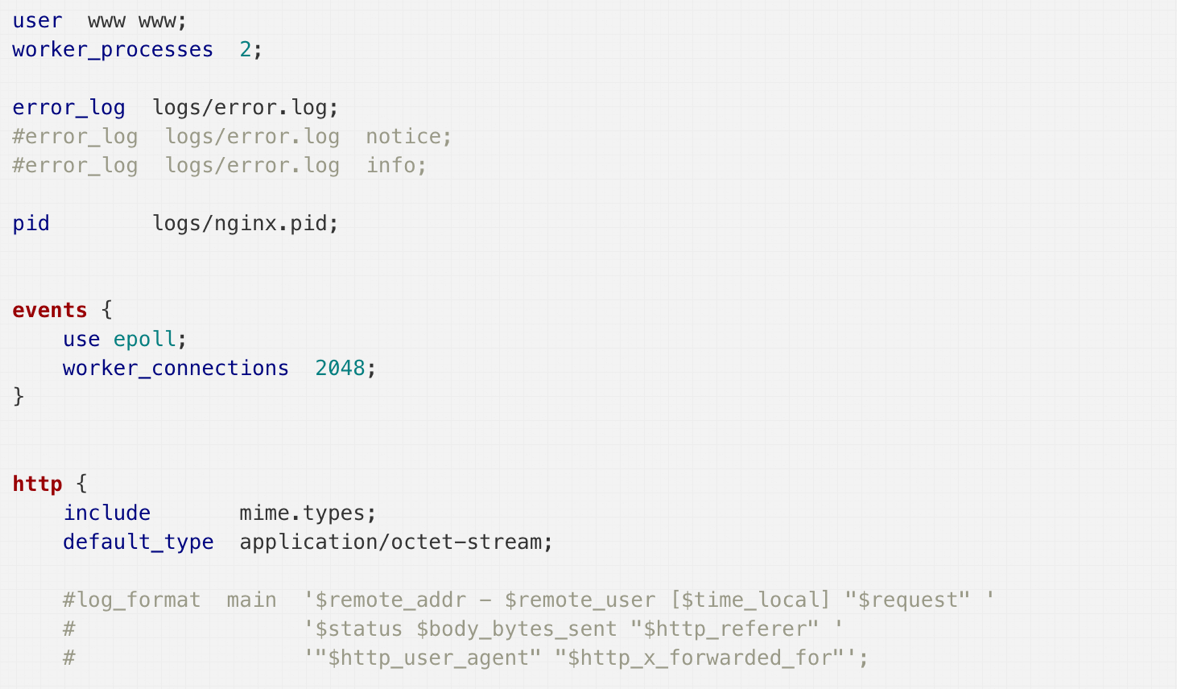 user  www www;
worker_processes  2;

error_log  logs/error.log;
#error_log  logs/error.log  notice;
#error_log  logs/error.log  info;

pid        logs/nginx.pid;


events {
    use epoll;
    worker_connections  2048;
}


http {
    include       mime.types;
    default_type  application/octet-stream;

    #log_format  main  '$remote_addr - $remote_user [$time_local] "$request" '
    #                  '$status $body_bytes_sent "$http_referer" '
    #                  '"$http_user_agent" "$http_x_forwarded_for"';